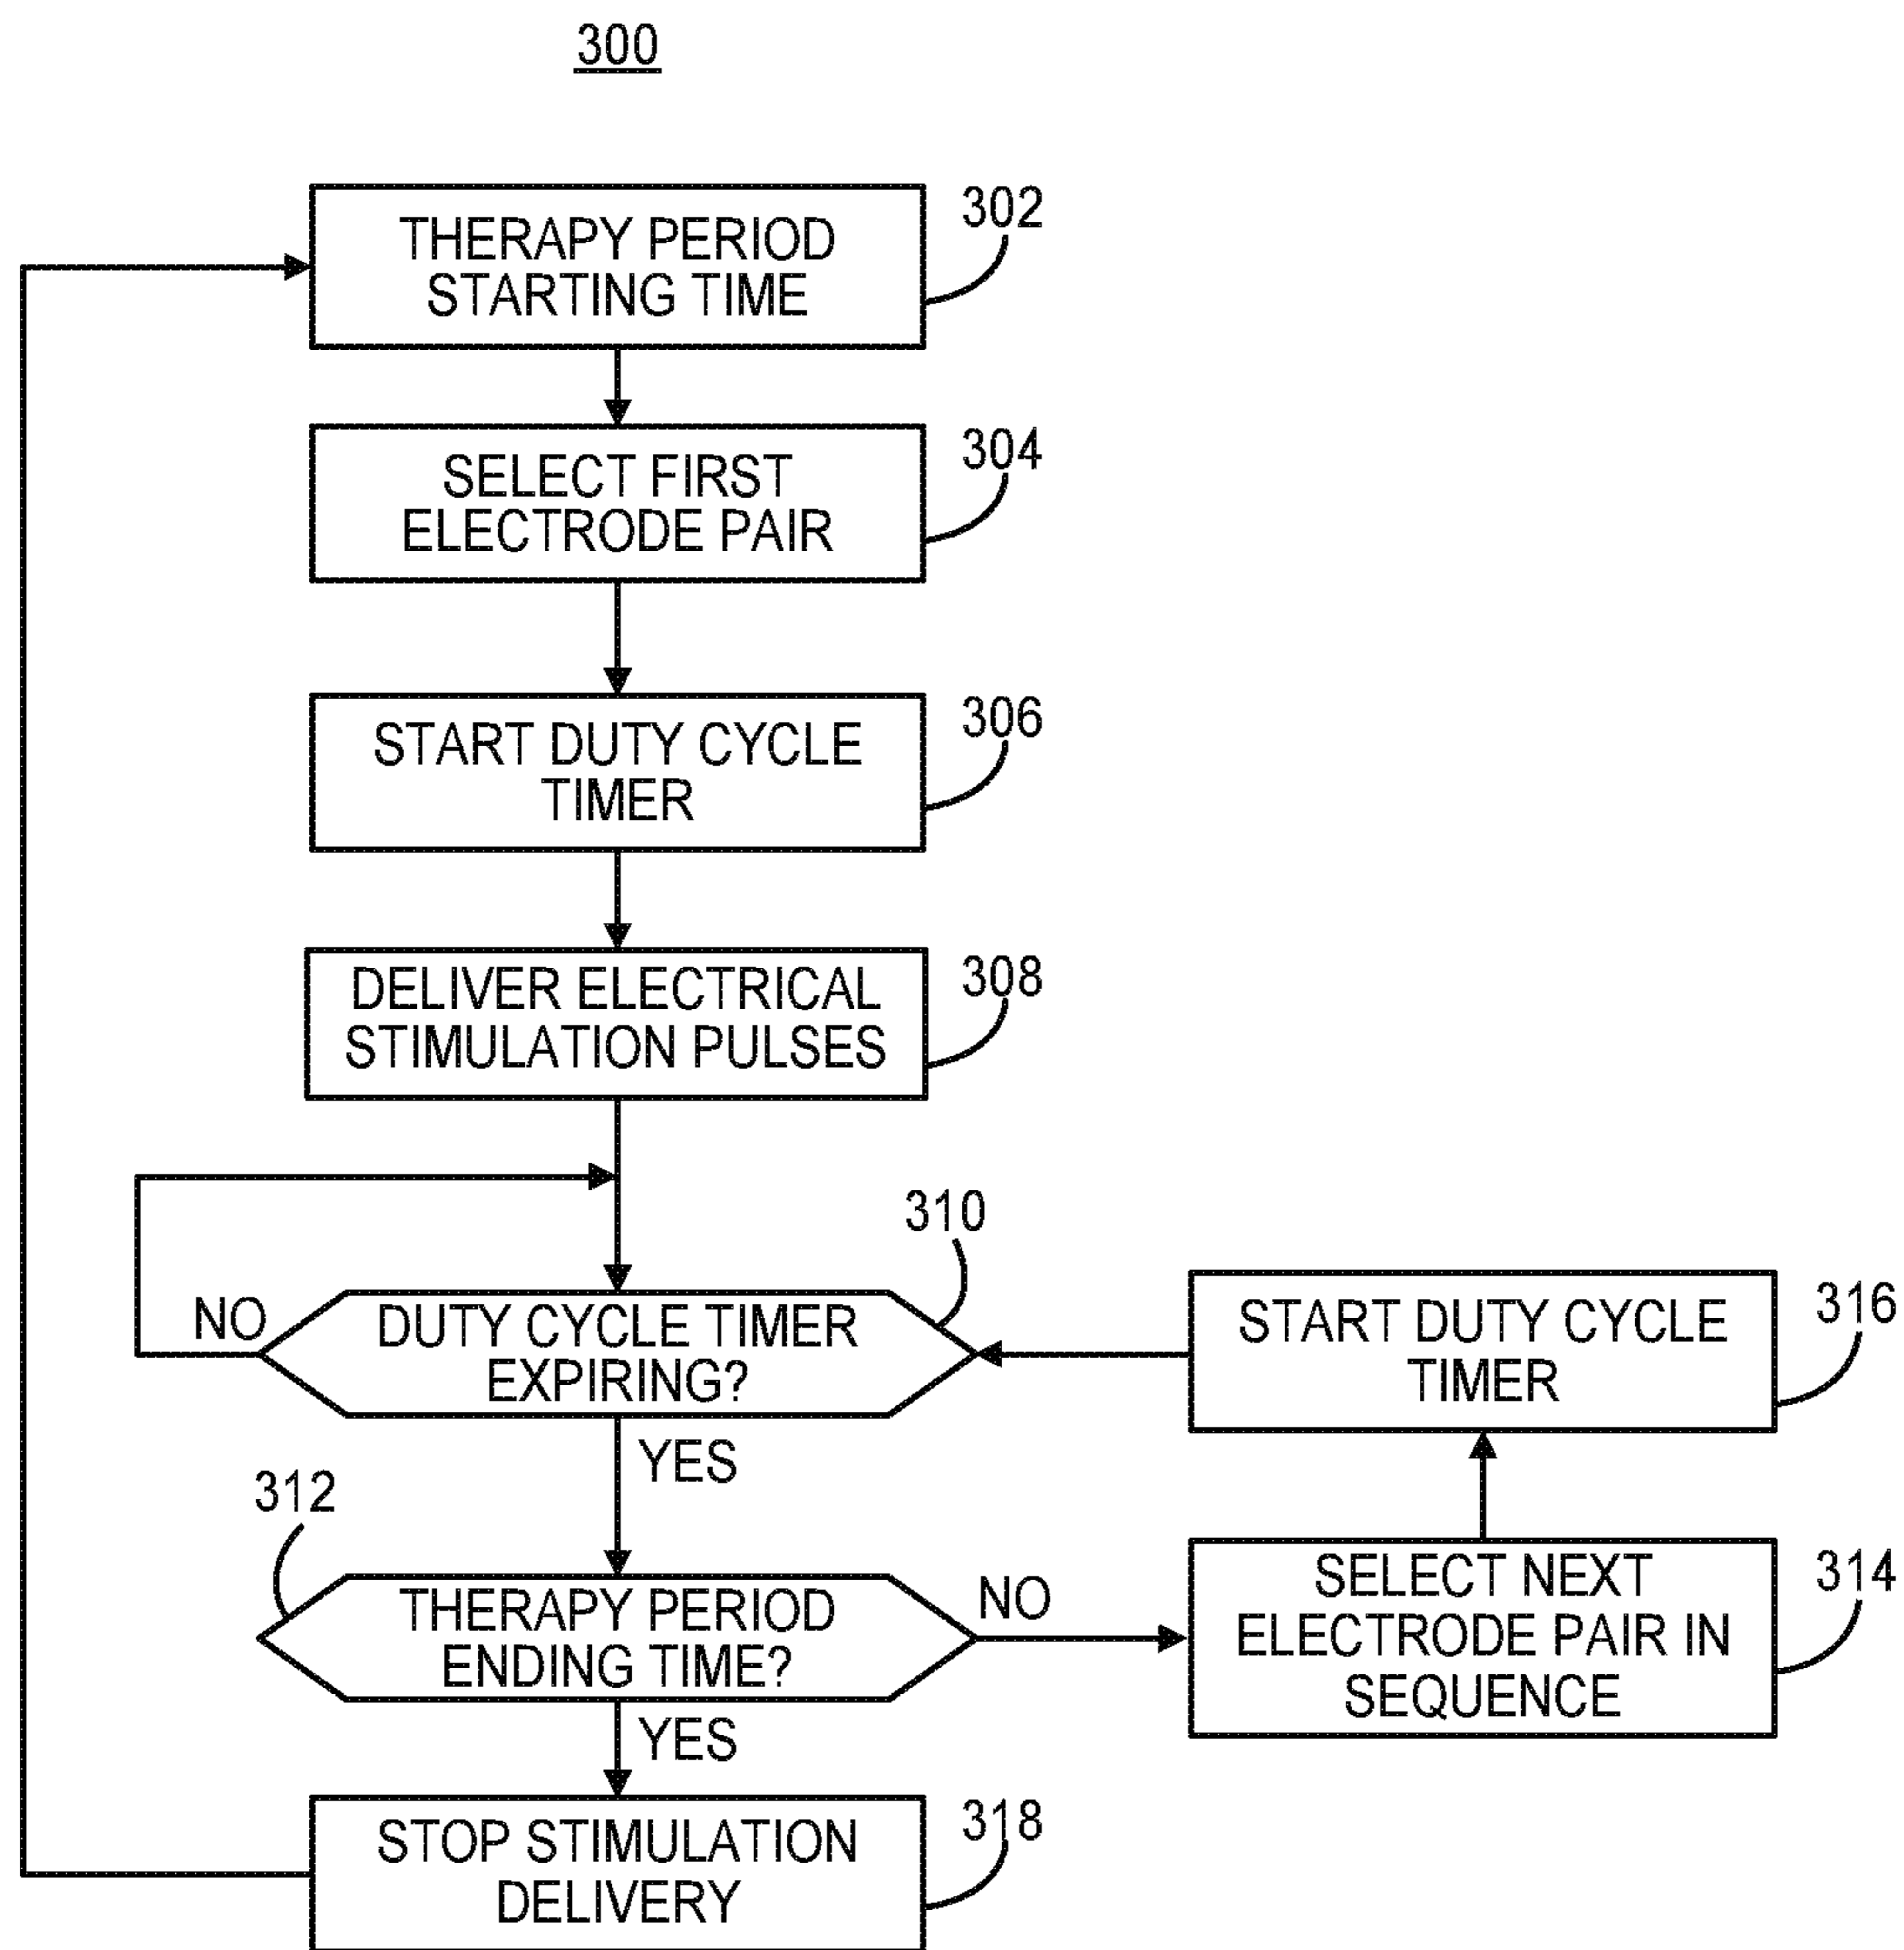 300
THERAPY PERIOD
STARTING TIME
302
SELECT FIRST
ELECTRODE PAIR
304
START DUTY CYCLE
TIMER
306
DELIVER ELECTRICAL
STIMULATION PULSES
308
310
NO
DUTY CYCLE TIMER
EXPIRING?
START DUTY CYCLE
TIMER
316
YES
312
THERAPY PERIOD
ENDING TIME?
NO
SELECT NEXT
ELECTRODE PAIR IN
SEQUENCE
314
YES
STOP STIMULATION
DELIVERY
318